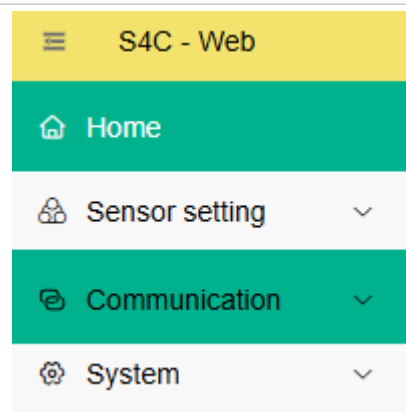 S4C - Web
Home
Sensor setting
Communication
System